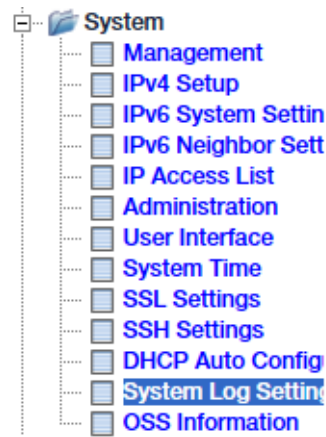 System
Management
IPv4 Setup
IPv6 System Settin
IPv6 Neighbor Sett
IP Access List
Administration
User Interface
System Time
SSL Settings
SSH Settings
DHCP Auto Configu
System Log Setting
OSS Information